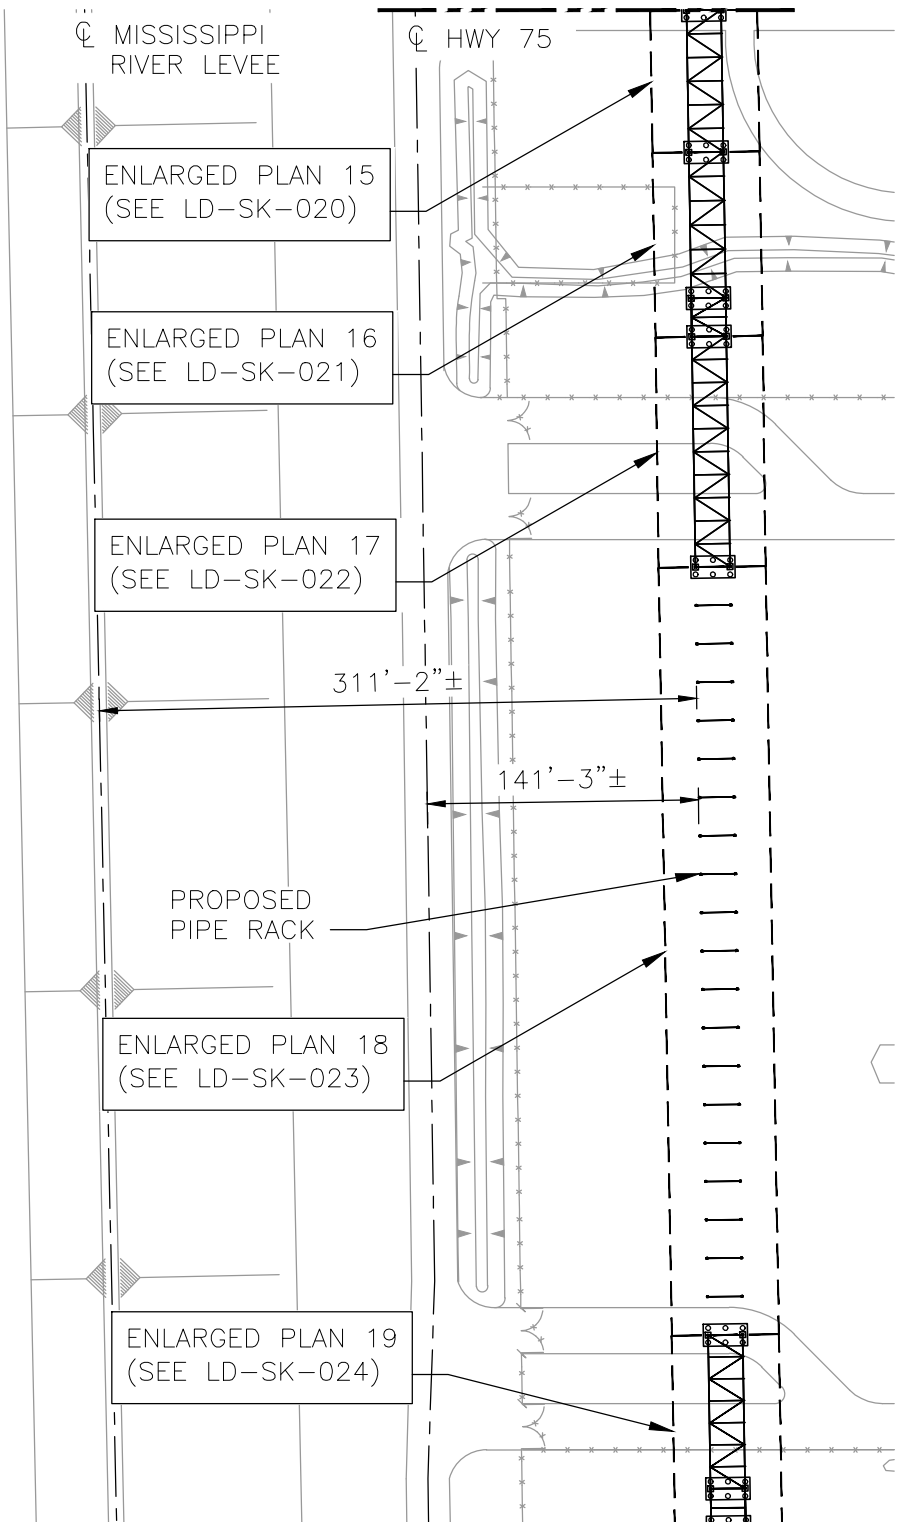 ℄ MISSISSIPPI
RIVER LEVEE
℄ HWY 75
ENLARGED PLAN 15
(SEE LD-SK-020)
ENLARGED PLAN 16
(SEE LD-SK-021)
ENLARGED PLAN 17
(SEE LD-SK-022)
311'-2"±
141'-3"±
PROPOSED
PIPE RACK
ENLARGED PLAN 18
(SEE LD-SK-023)
ENLARGED PLAN 19
(SEE LD-SK-024)